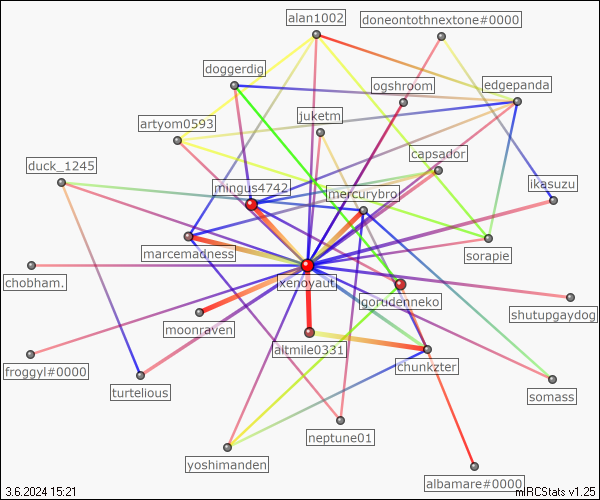 alan1002
doneontothnextone#0000
doggerdig
ogshroom
edgepanda
juketm
artyom0593
capsador
duck_1245
mingus4742
mercurybro
ikasuzu
marcemadness
sorapie
chobham.
xenoyaut
gorudenneko
shutupgaydog
moonraven
altmile0331
froggyl#0000
chunkzter
turtelious
somass
neptune01
yoshimanden
albamare#0000
3.6.2024 15:21
mIRCStats v1.25